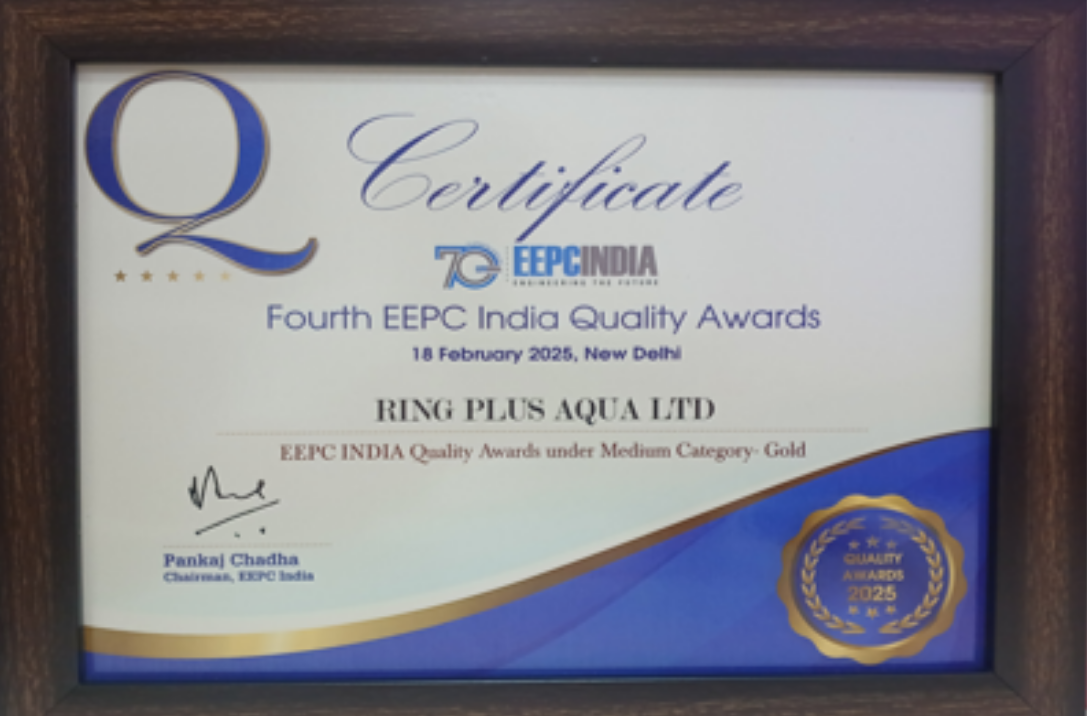 Q
Certificate
70 EEPCINDIA
ENGINEERING THE FUTURE
Fourth EEPC India Quality Awards
18 February 2025, New Delhi
RING PLUS AQUA LTD
EEPC INDIA Quality Awards under Medium Category- Gold
Pankaj Chadha
Chairman, EEPC India
QUALITY
AWARDS
2025